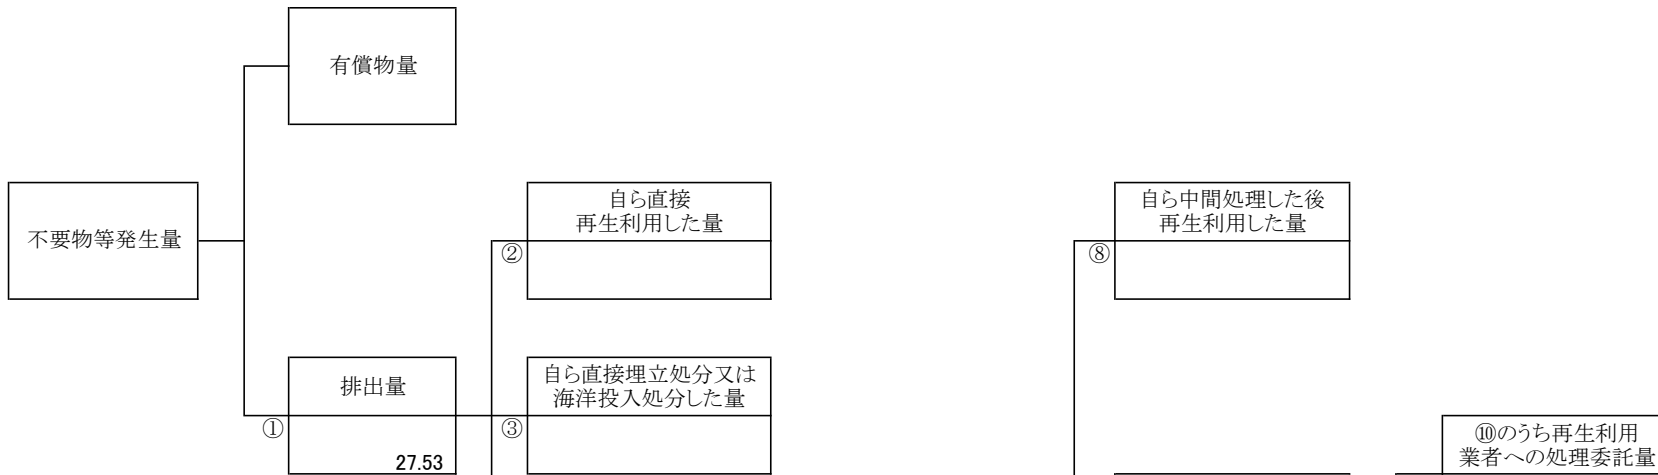 有償物量
不要物等発生量
自ら直接
再生利用した量
②
自ら中間処理した後
再生利用した量
⑧
排出量
①
27.53
自ら直接埋立処分又は
海洋投入処分した量
③
⑩のうち再生利用
業者への処理委託量